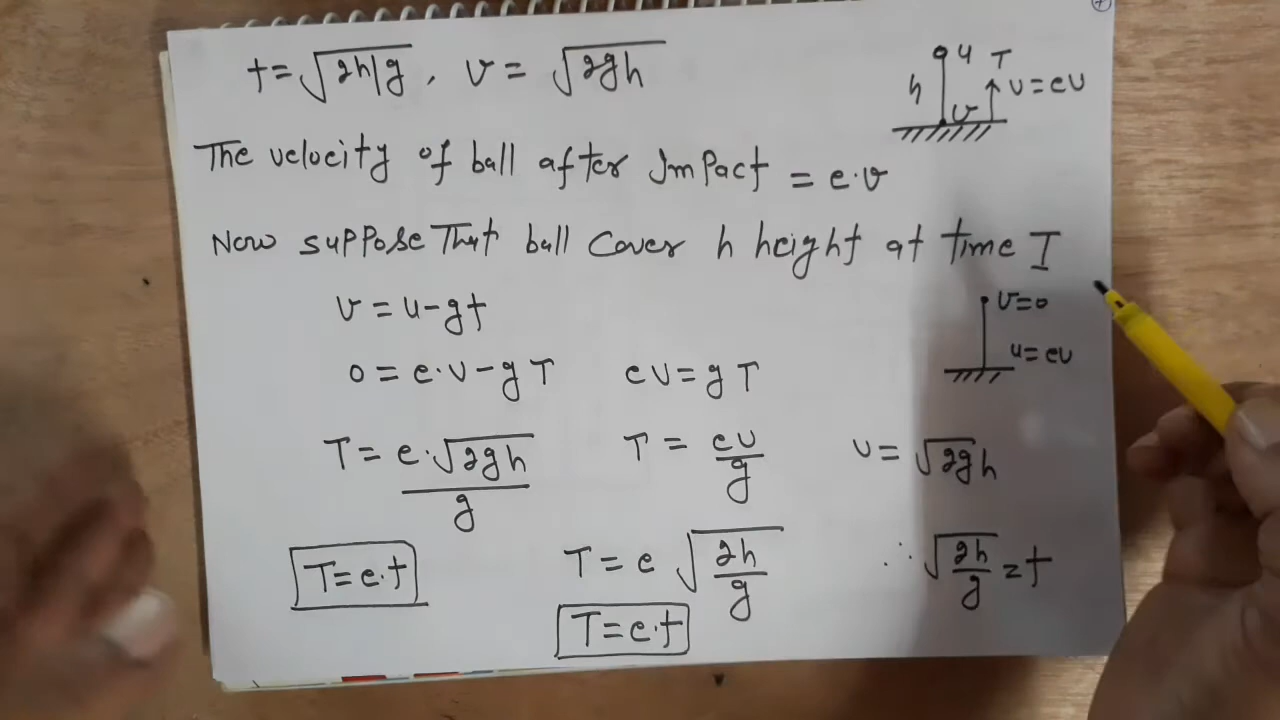 t=√2h/g, v = √2gh
u T
h v=ev
v
The velocity of ball after Impact = e.v
Now suppose That ball Cover h height at time T
v = u-gt
v=0
0 = e.v-gT ev=gT
u=ev
T= e.√2gh/g T = ev/g v= √2gh
T=e.t T= e √2h/g ∴ √2h/g =t
T=e.t